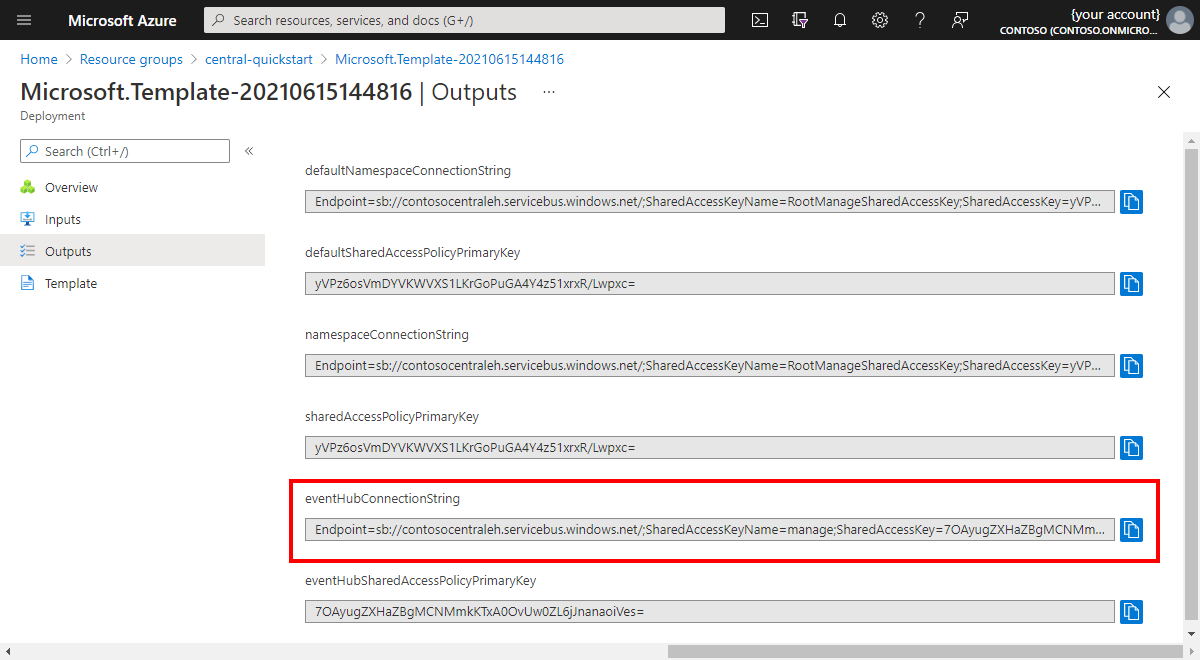 Microsoft Azure
Search resources, services, and docs (G+/)
{your account}
CONTOSO (CONTOSO.ONMICRO...
Home > Resource groups > central-quickstart > Microsoft.Template-20210615144816
Microsoft.Template-20210615144816 | Outputs ...
Deployment
Search (Ctrl+/)
«
Overview
Inputs
Outputs
Template
defaultNamespaceConnectionString
Endpoint=sb://contosocentraleh.servicebus.windows.net/;SharedAccessKeyName=RootManageSharedAccessKey;SharedAccessKey=yVP...
defaultSharedAccessPolicyPrimaryKey
yVPz6osVmDYVKWVXS1LKrGoPuGA4Y4z51xrxR/Lwpxc=
namespaceConnectionString
Endpoint=sb://contosocentraleh.servicebus.windows.net/;SharedAccessKeyName=RootManageSharedAccessKey;SharedAccessKey=yVP...
sharedAccessPolicyPrimaryKey
yVPz6osVmDYVKWVXS1LKrGoPuGA4Y4z51xrxR/Lwpxc=
eventHubConnectionString
Endpoint=sb://contosocentraleh.servicebus.windows.net/;SharedAccessKeyName=manage;SharedAccessKey=7OAyugZXHaZBgMCNMm...
eventHubSharedAccessPolicyPrimaryKey
7OAyugZXHaZBgMCNMmkKTxA0OvUw0ZL6jJnanaoiVes=